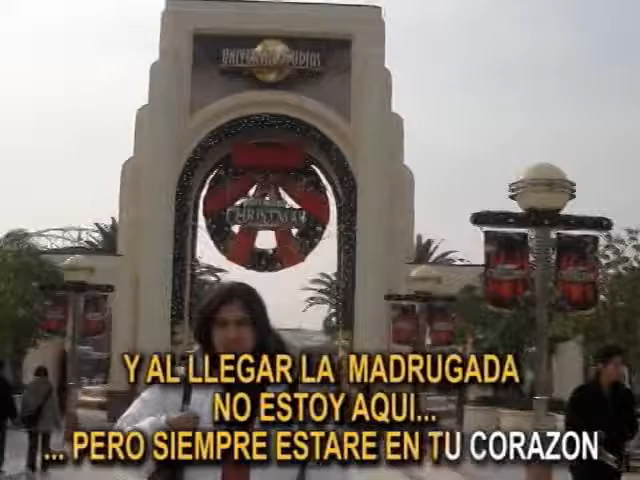 UNIVERSAL STUDIOS
CHRISTMAS
Y AL LLEGAR LA MADRUGADA
NO ESTOY AQUI...
... PERO SIEMPRE ESTARE EN TU CORAZON